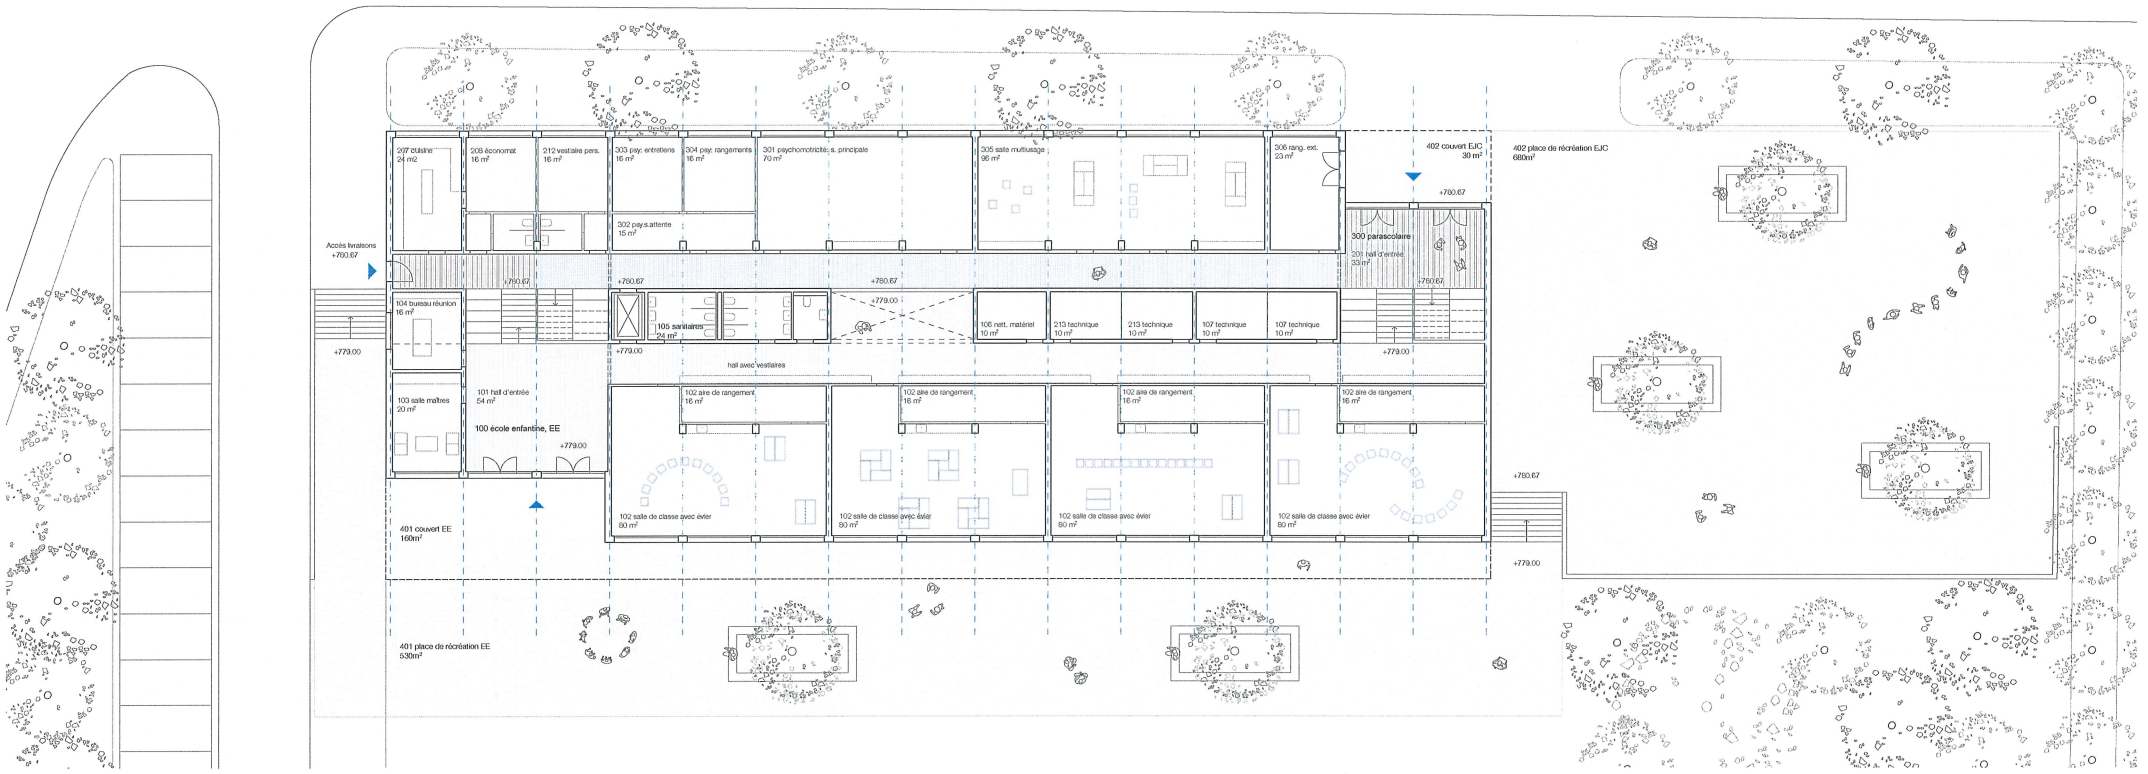 207 cuisine
24 m2
208 économat
16 m²
212 vestiaire pers.
16 m²
303 psy. entretiens
16 m²
304 psy. rangements
16 m²
301 psychomotricité, s. principale
70 m²
305 salle multiusage
96 m²
306 rang. ext.
23 m²
402 couvert EJC
30 m²
402 place de récréation EJC
680m²
+780.67
302 psy.s.attente
15 m²
300 parascolaire
201 hall d'entrée
33 m²
Accès livraisons
+780.67
+780.67
+780.67
+780.67
+780.67
104 bureau réunion
16 m²
+779.00
105 sanitaires
24 m²
106 nett. matériel
10 m²
213 technique
10 m²
213 technique
10 m²
107 technique
10 m²
107 technique
10 m²
+779.00
+779.00
+779.00
hall avec vestiaires
103 salle maîtres
20 m²
101 hall d'entrée
54 m²
102 aire de rangement
16 m²
102 aire de rangement
16 m²
102 aire de rangement
16 m²
102 aire de rangement
16 m²
100 école enfantine, EE
+779.00
+780.67
102 salle de classe avec évier
80 m²
102 salle de classe avec évier
80 m²
102 salle de classe avec évier
80 m²
102 salle de classe avec évier
80 m²
401 couvert EE
160m²
+779.00
401 place de récréation EE
530m²